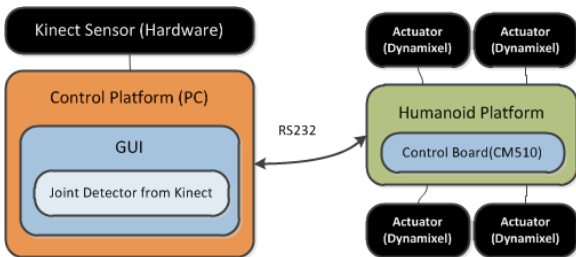 Kinect Sensor (Hardware)
Control Platform (PC)
GUI
Joint Detector from Kinect
RS232
Actuator
(Dynamixel)
Actuator
(Dynamixel)
Humanoid Platform
Control Board(CM510)
Actuator
(Dynamixel)
Actuator
(Dynamixel)